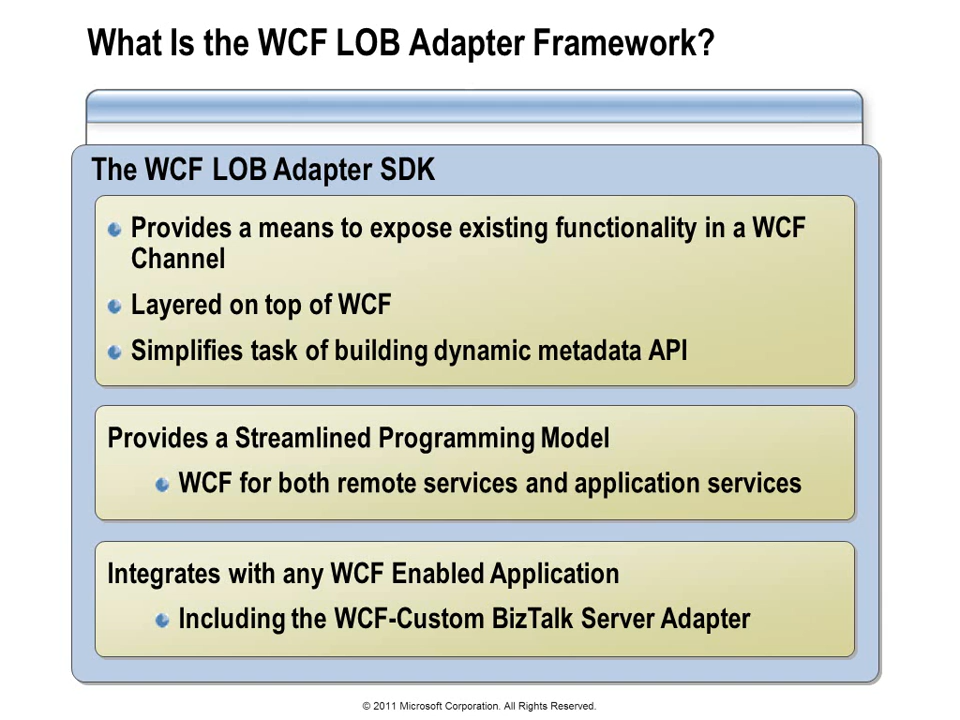 What Is the WCF LOB Adapter Framework?
The WCF LOB Adapter SDK
Provides a means to expose existing functionality in a WCF
Channel
Layered on top of WCF
Simplifies task of building dynamic metadata API
Provides a Streamlined Programming Model
WCF for both remote services and application services
Integrates with any WCF Enabled Application
Including the WCF-Custom BizTalk Server Adapter
© 2011 Microsoft Corporation. All Rights Reserved.